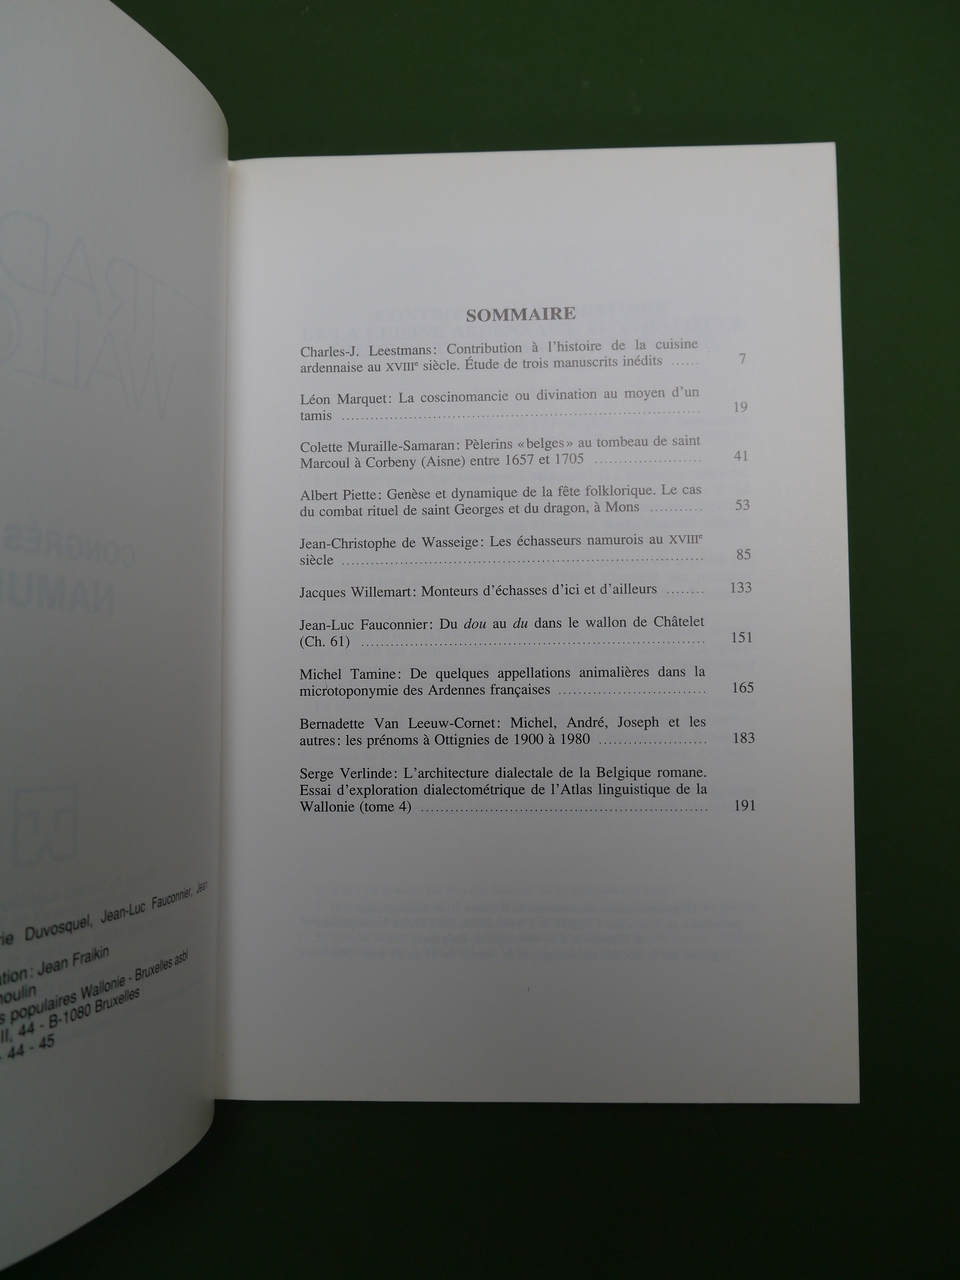 SOMMAIRE
Charles-J. Leestmans: Contribution à l'histoire de la cuisine
ardennaise au XVIIIe siècle. Étude de trois manuscrits inédits ...... 7
Léon Marquet: La coscinomancie ou divination au moyen d'un
tamis ...... 19
Colette Muraille-Samaran: Pèlerins «belges» au tombeau de saint
Marcoul à Corbeny (Aisne) entre 1657 et 1705 ...... 41
Albert Piette: Genèse et dynamique de la fête folklorique. Le cas
du combat rituel de saint Georges et du dragon, à Mons ...... 53
Jean-Christophe de Wasseige: Les échasseurs namurois au XVIIIe
siècle ...... 85
Jacques Willemart: Monteurs d'échasses d'ici et d'ailleurs ........ 133
Jean-Luc Fauconnier: Du dou au du dans le wallon de Châtelet
(Ch. 61) ...... 151
Michel Tamine: De quelques appellations animalières dans la
microtoponymie des Ardennes françaises ...... 165
Bernadette Van Leeuw-Cornet: Michel, André, Joseph et les
autres: les prénoms à Ottignies de 1900 à 1980 ...... 183
Serge Verlinde: L'architecture dialectale de la Belgique romane.
Essai d'exploration dialectométrique de l'Atlas linguistique de la
Wallonie (tome 4) ...... 191
rie Duvosquel, Jean-Luc Fauconnier, Jean
ation: Jean Fraikin
noulin
s populaires Wallonie - Bruxelles asbl
II, 44 - B-1080 Bruxelles
- 44 - 45